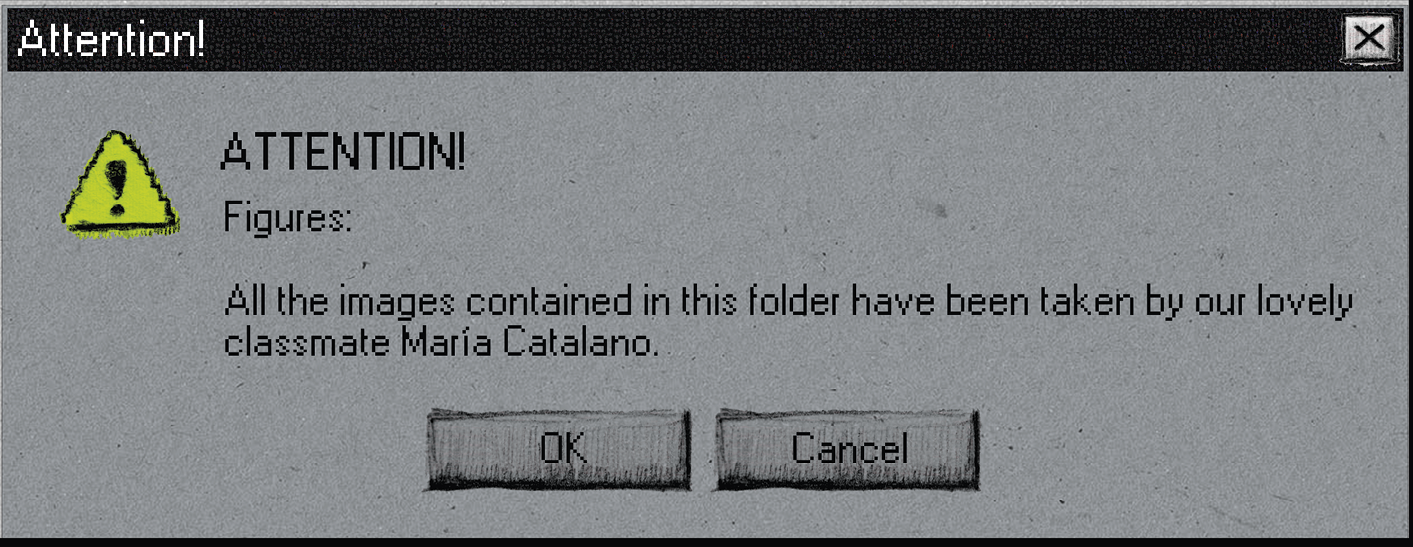 Attention!
ATTENTION!
Figures:
All the images contained in this folder have been taken by our lovely
classmate María Catalano.
OK
Cancel